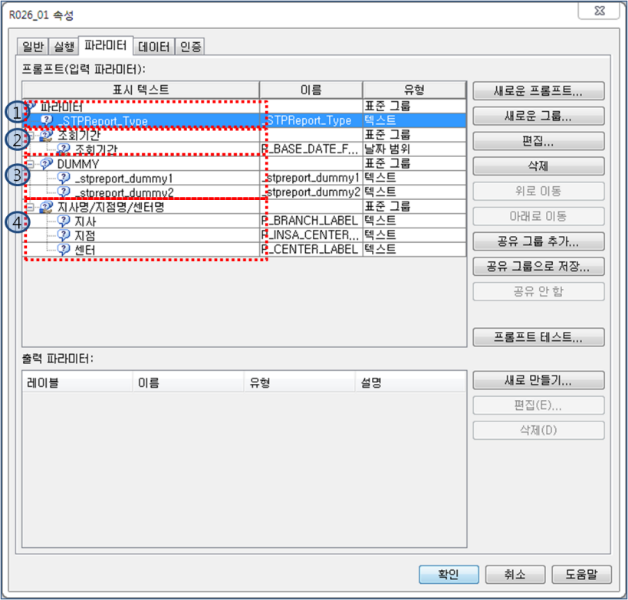 R026_01 속성
일반 실행 파라미터 데이터 인증
프롬프트(입력 파라미터):
표시 텍스트 이름 유형
1 파라미터 표준 그룹
_STPReport_Type _STPReport_Type 텍스트
2 조회기간 표준 그룹
조회기간 P_BASE_DATE_F... 날짜 범위
3 DUMMY 표준 그룹
_stpreport_dummy1 _stpreport_dummy1 텍스트
_stpreport_dummy2 _stpreport_dummy2 텍스트
4 지사명/지점명/센터명 표준 그룹
지사 P_BRANCH_LABEL 텍스트
지점 P_INSA_CENTER... 텍스트
센터 P_CENTER_LABEL 텍스트
새로운 프롬프트...
새로운 그룹...
편집...
삭제
위로 이동
아래로 이동
공유 그룹 추가...
공유 그룹으로 저장...
공유 안 함
프롬프트 테스트...
출력 파라미터:
레이블 이름 유형 설명
새로 만들기...
편집(E)...
삭제(D)
확인 취소 도움말